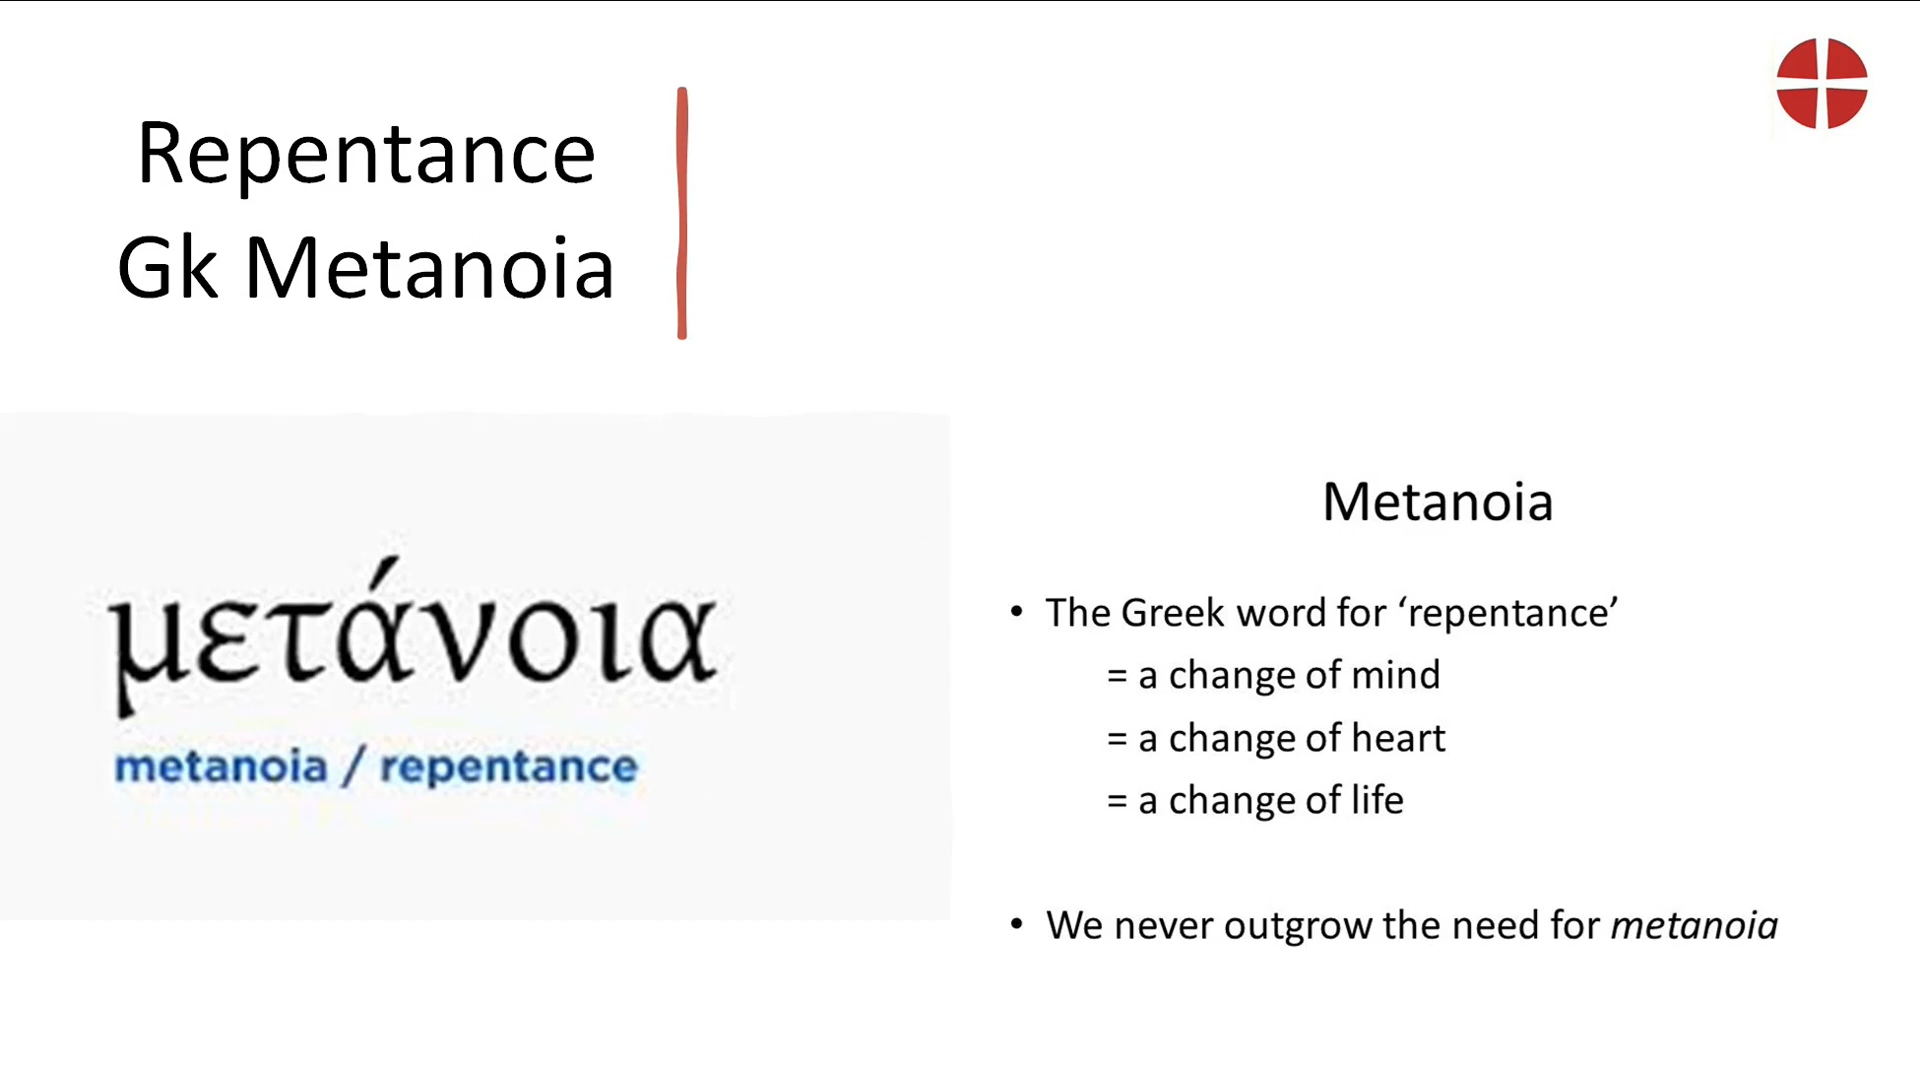 Repentance
Gk Metanoia
μετάνοια
metanoia / repentance
Metanoia
• The Greek word for ‘repentance’
= a change of mind
= a change of heart
= a change of life
• We never outgrow the need for metanoia